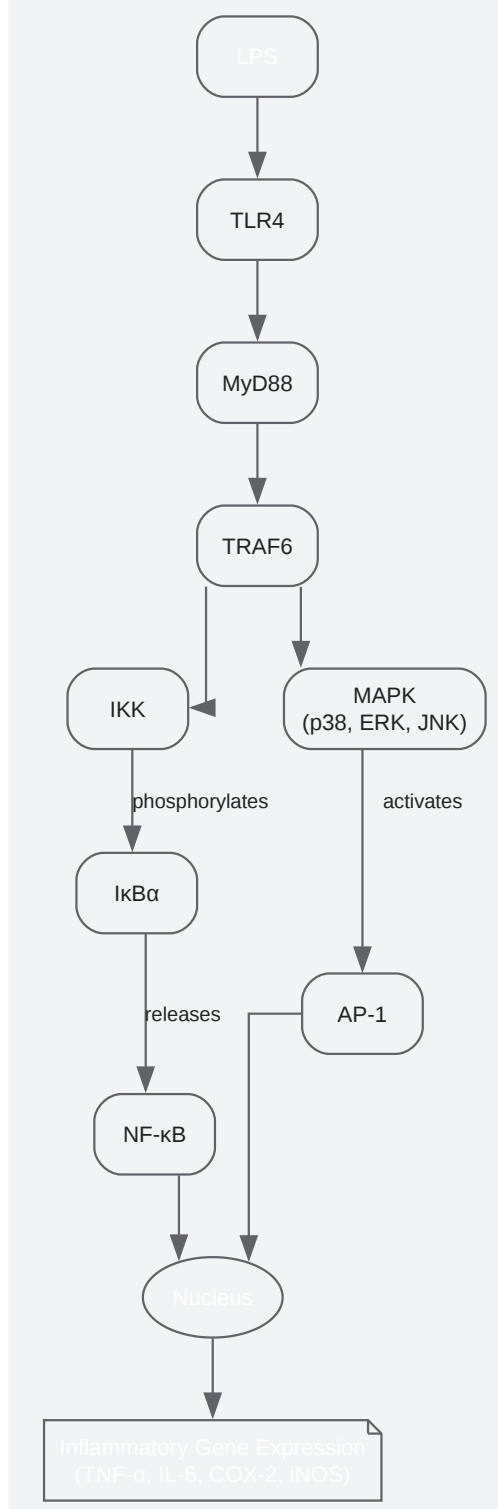 LPS
TLR4
MyD88
TRAF6
IKK
MAPK
(p38, ERK, JNK)
phosphorylates
activates
IκBα
releases
AP-1
NF-κB
Nucleus
Inflammatory Gene Expression
(TNF-α, IL-6, COX-2, iNOS)